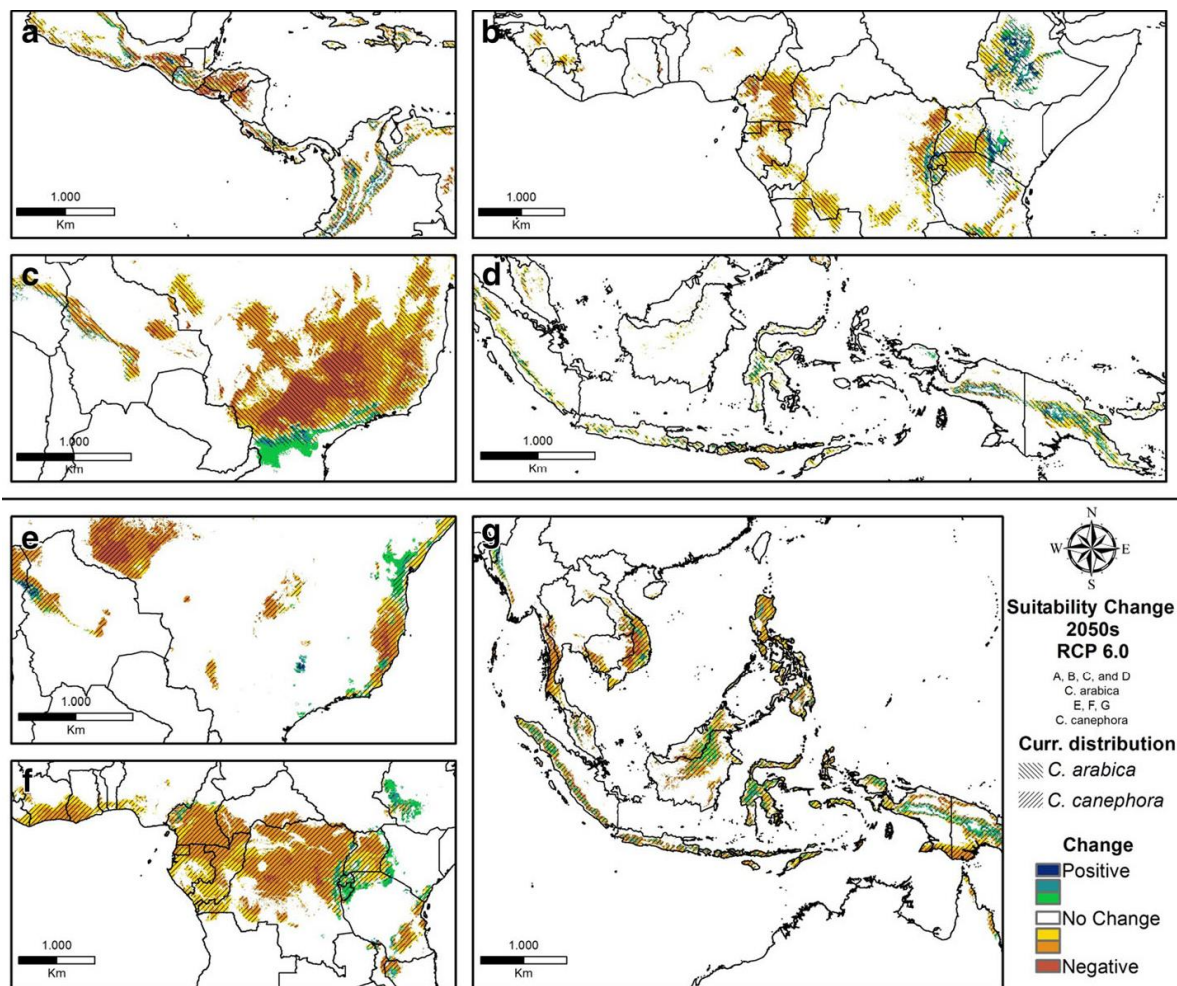 a
1.000
Km
b
1.000
Km
c
1.000
Km
d
1.000
Km
e
1.000
Km
f
1.000
Km
g
1.000
Km
N
W E
S
Suitability Change
2050s
RCP 6.0
A, B, C, and D
C. arabica
E, F, G
C. canephora
Curr. distribution
C. arabica
C. canephora
Change
Positive
No Change
Negative